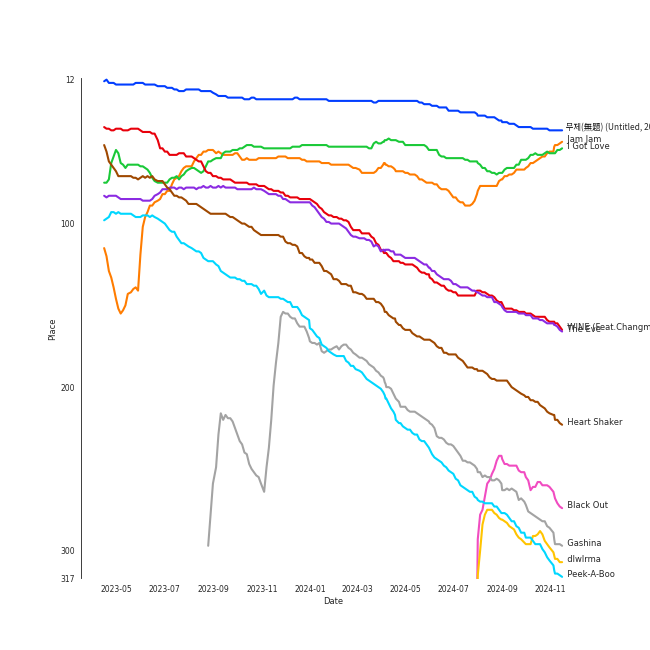 12
100
200
300
317
Place
무제(無題) (Untitled, 20
Jam Jam
I Got Love
WINE (Feat.Changm
The Eve
Heart Shaker
Black Out
Gashina
dlwlrma
Peek-A-Boo
2023-05 2023-07 2023-09 2023-11 2024-01 2024-03 2024-05 2024-07 2024-09 2024-11
Date